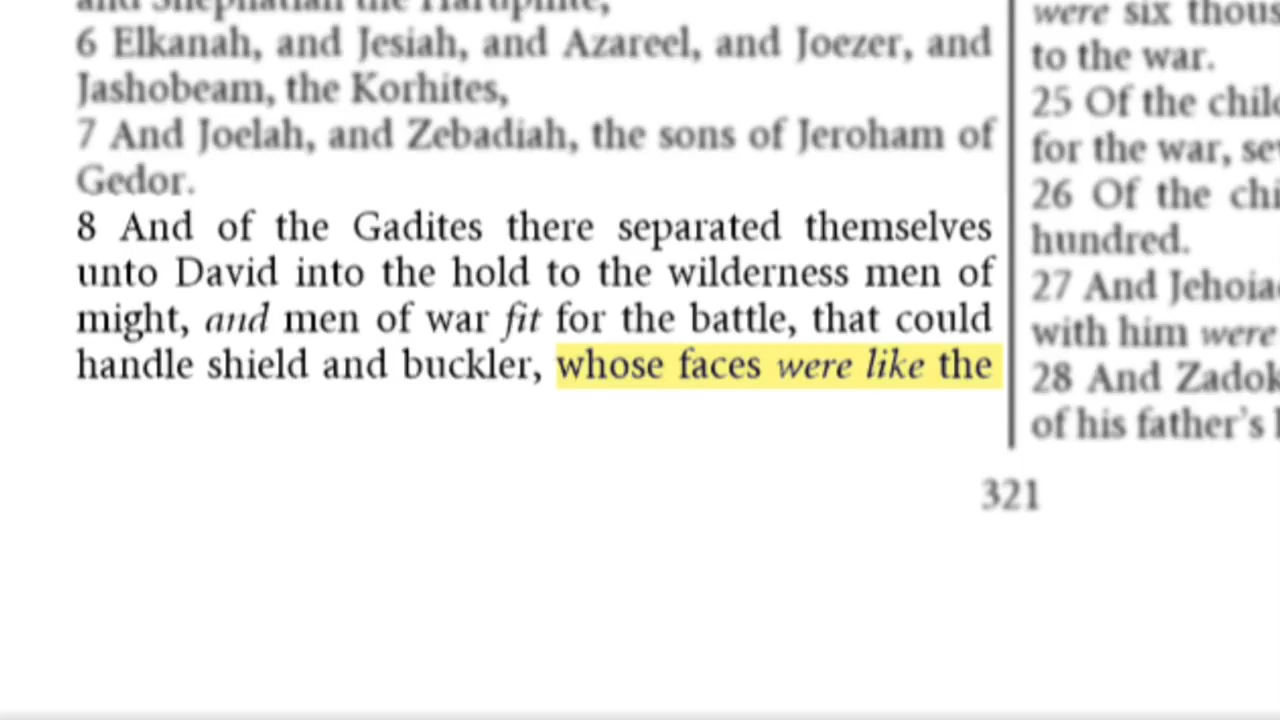 and Shephatiah the Haruphite,
6 Elkanah, and Jesiah, and Azareel, and Joezer, and
Jashobeam, the Korhites,
7 And Joelah, and Zebadiah, the sons of Jeroham of
Gedor.
8 And of the Gadites there separated themselves
unto David into the hold to the wilderness men of
might, and men of war fit for the battle, that could
handle shield and buckler, whose faces were like the
were six thous
to the war.
25 Of the chil
for the war, se
26 Of the chi
hundred.
27 And Jehoia
with him were
28 And Zadok
of his father's
321